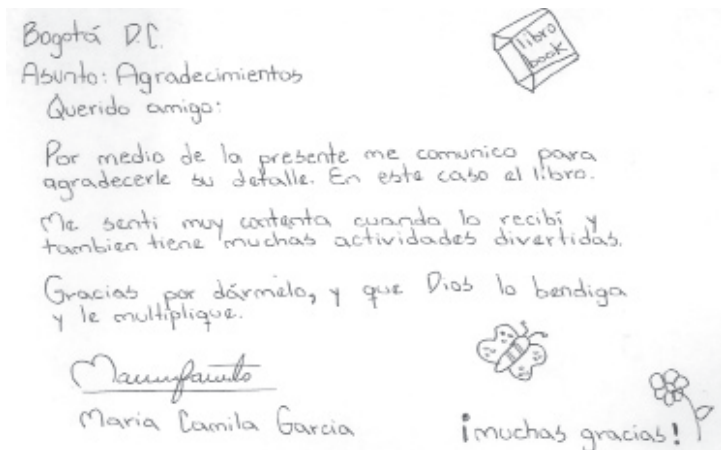 Bogotá D.C.
libro
book
Asunto: Agradecimientos
Querido amigo:
Por medio de la presente me comunico para
agradecerle su detalle. En este caso el libro.
Me senti muy contenta cuando lo recibí y
tambien tiene muchas actividades divertidas.
Gracias por dármelo, y que Dios lo bendiga
y le multiplique.
Maria Camila Garcia
¡muchas gracias!